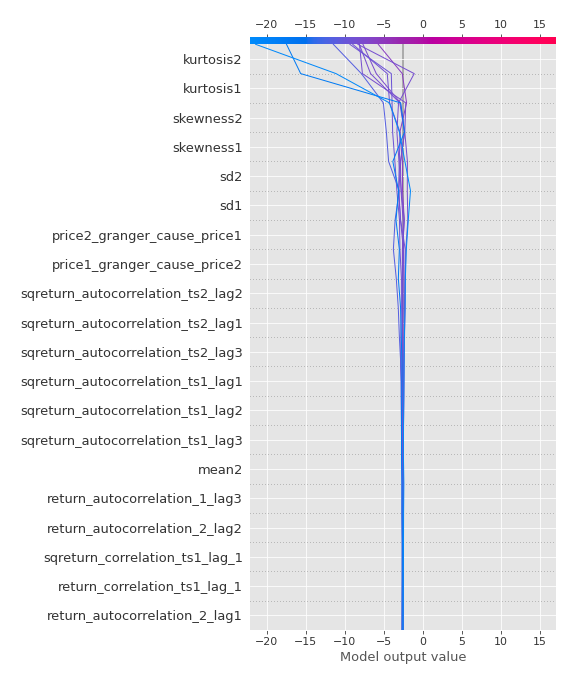 −20 −15 −10 −5 0 5 10 15
kurtosis2
kurtosis1
skewness2
skewness1
sd2
sd1
price2_granger_cause_price1
price1_granger_cause_price2
sqreturn_autocorrelation_ts2_lag2
sqreturn_autocorrelation_ts2_lag1
sqreturn_autocorrelation_ts2_lag3
sqreturn_autocorrelation_ts1_lag1
sqreturn_autocorrelation_ts1_lag2
sqreturn_autocorrelation_ts1_lag3
mean2
return_autocorrelation_1_lag3
return_autocorrelation_2_lag2
sqreturn_correlation_ts1_lag_1
return_correlation_ts1_lag_1
return_autocorrelation_2_lag1
−20 −15 −10 −5 0 5 10 15
Model output value